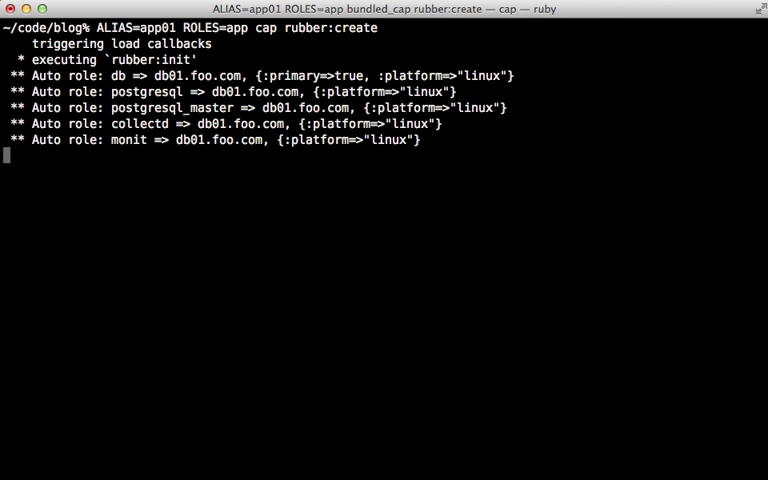 ALIAS=app01 ROLES=app bundled_cap rubber:create — cap — ruby
~/code/blog% ALIAS=app01 ROLES=app cap rubber:create
triggering load callbacks
* executing `rubber:init'
** Auto role: db => db01.foo.com, {:primary=>true, :platform=>"linux"}
** Auto role: postgresql => db01.foo.com, {:platform=>"linux"}
** Auto role: postgresql_master => db01.foo.com, {:platform=>"linux"}
** Auto role: collectd => db01.foo.com, {:platform=>"linux"}
** Auto role: monit => db01.foo.com, {:platform=>"linux"}